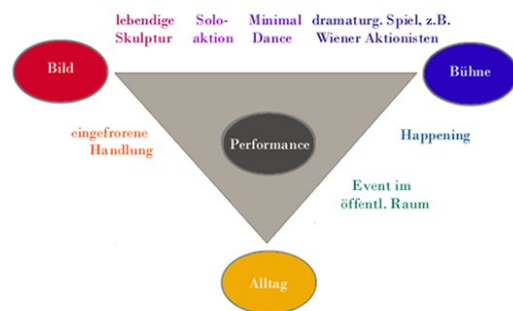 lebendige Solo- Minimal dramaturg. Spiel, z.B.
Skulptur aktion Dance Wiener Aktionisten
Bild
Bühne
eingefrorene
Handlung
Performance
Happening
Event im
öffentl. Raum
Alltag